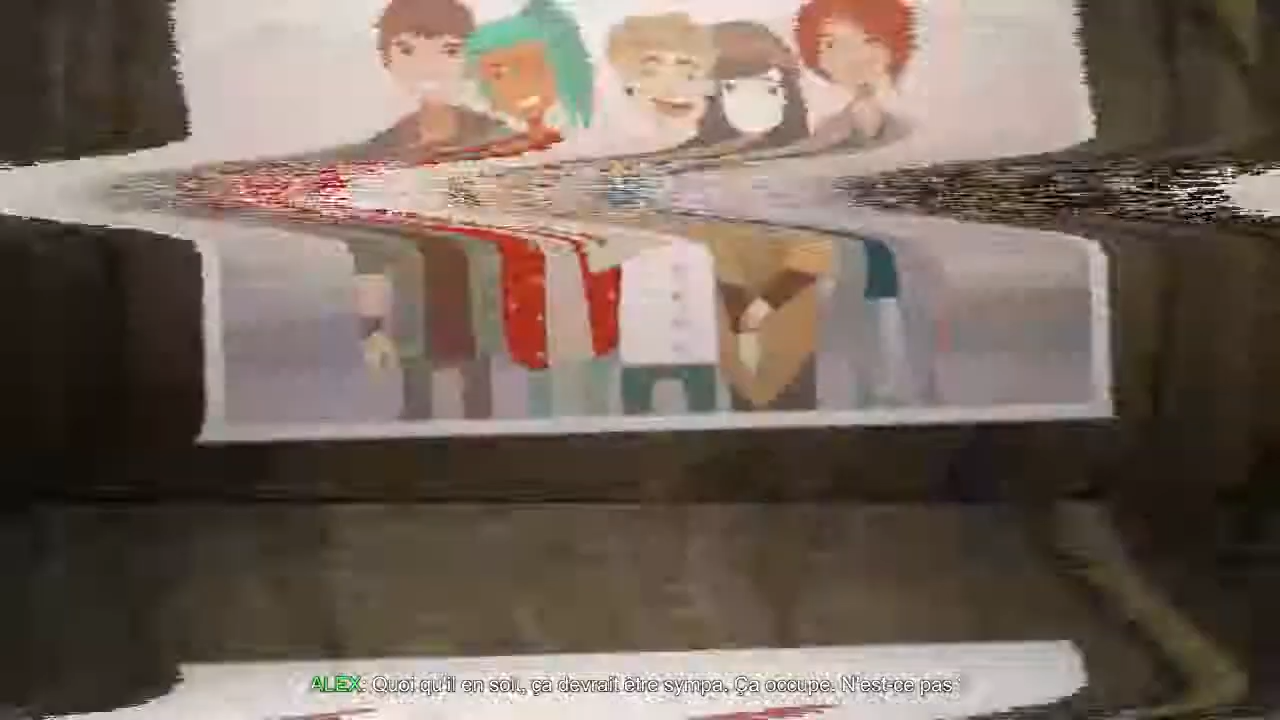 ALEX: Quoi qu'il en soit, ça devrait être sympa. Ça occupe. N'est-ce pas